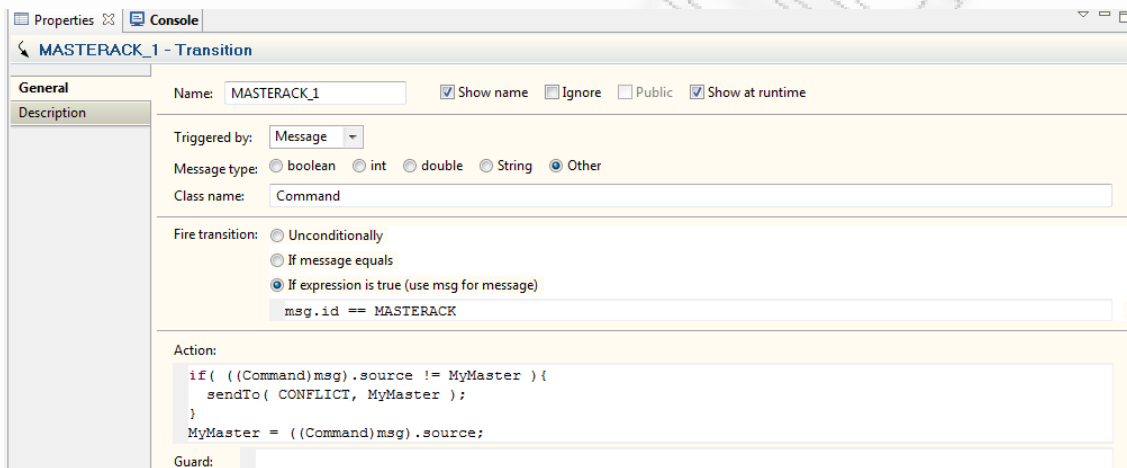 Properties Console
MASTERACK_1 - Transition
General
Description
Name: MASTERACK_1 Show name Ignore Public Show at runtime
Triggered by: Message
Message type: boolean int double String Other
Class name: Command
Fire transition: Unconditionally
If message equals
If expression is true (use msg for message)
msg.id == MASTERACK
Action:
if( ((Command)msg).source != MyMaster ){
sendTo( CONFLICT, MyMaster );
}
MyMaster = ((Command)msg).source;
Guard: